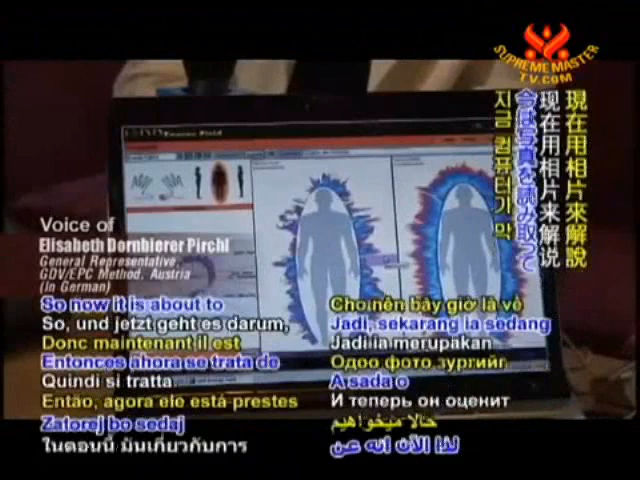 SUPREME MASTER
TV.COM
現在用相片來解說
现在用相片来解说
今は写真を読み取って
지금 컴퓨터가 막
Voice of
Elisabeth Dornbierer Pirchl
General Representative,
GDV/EPC Method, Austria
(In German)
So now it is about to
So, und jetzt geht es darum,
Donc maintenant il est
Entonces ahora se trata de
Quindi si tratta
Então, agora ele está prestes
Zatorej bo sedaj
ในตอนนี้ มันเกี่ยวกับการ
Cho nên bây giờ là về
Jadi, sekarang ia sedang
Jadi ia merupakan
Одоо фото зургийг
A sada o
И теперь он оценит
حالا میخواهیم
لذا الآن إنه عن